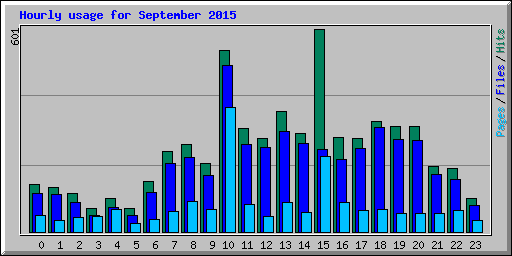 Hourly usage for September 2015
601
Pages / Files / Hits
0 1 2 3 4 5 6 7 8 9 10 11 12 13 14 15 16 17 18 19 20 21 22 23